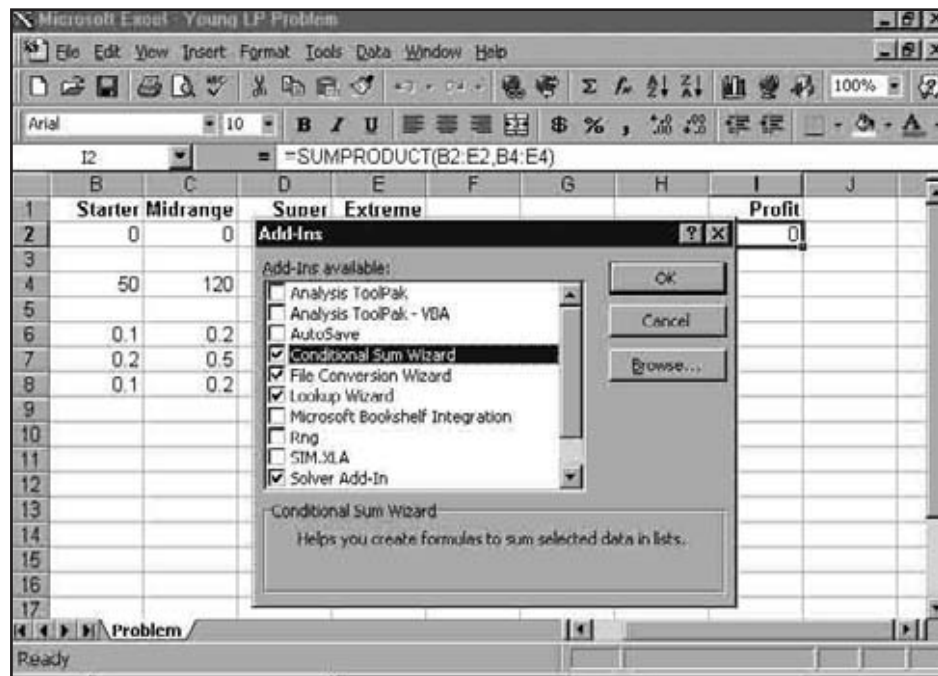 Microsoft Excel - Young LP Problem
File Edit View Insert Format Tools Data Window Help
100%
Arial 10 B I U $ % ,
I2 = =SUMPRODUCT(B2:E2,B4:E4)
B C D E F G H I J
1 Starter Midrange Super Extreme Profit
2 0 0 0
3
4 50 120
5
6 0.1 0.2
7 0.2 0.5
8 0.1 0.2
9
10
11
12
13
14
15
16
17
Add-Ins
Add-Ins available:
Analysis ToolPak
Analysis ToolPak - VBA
AutoSave
Conditional Sum Wizard
File Conversion Wizard
Lookup Wizard
Microsoft Bookshelf Integration
Rng
SIM.XLA
Solver Add-In
OK
Cancel
Browse...
Conditional Sum Wizard
Helps you create formulas to sum selected data in lists.
Problem
Ready